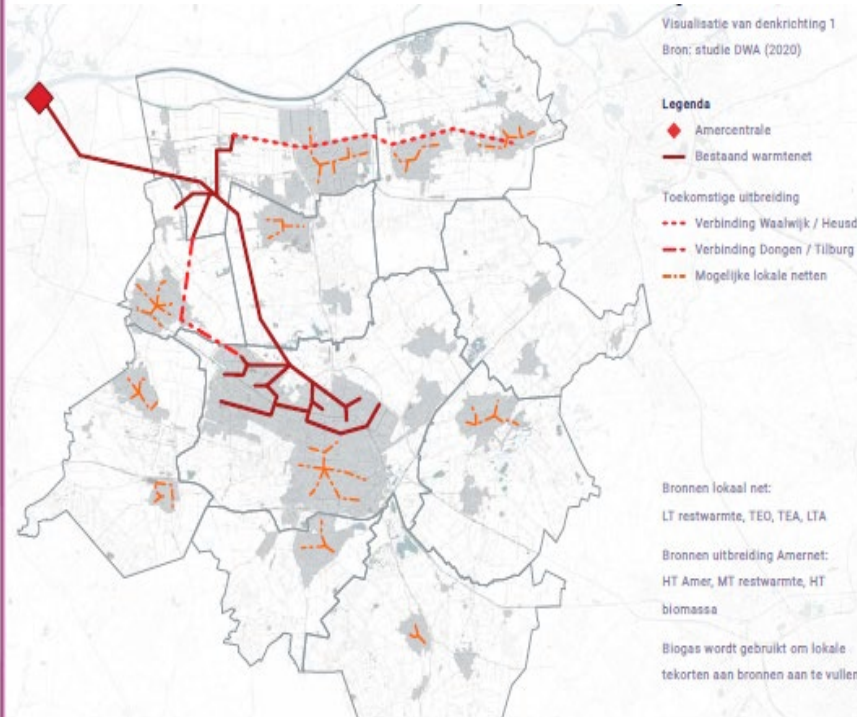 Visualisatie van denkrichting 1
Bron: studie DWA (2020)
Legenda
Amercentrale
Bestaand warmtenet
Toekomstige uitbreiding
Verbinding Waalwijk / Heusd
Verbinding Dongen / Tilburg
Mogelijke lokale netten
Bronnen lokaal net:
LT restwarmte, TEO, TEA, LTA
Bronnen uitbreiding Amernet:
HT Amer, MT restwarmte, HT
biomassa
Biogas wordt gebruikt om lokale
tekorten aan bronnen aan te vullen